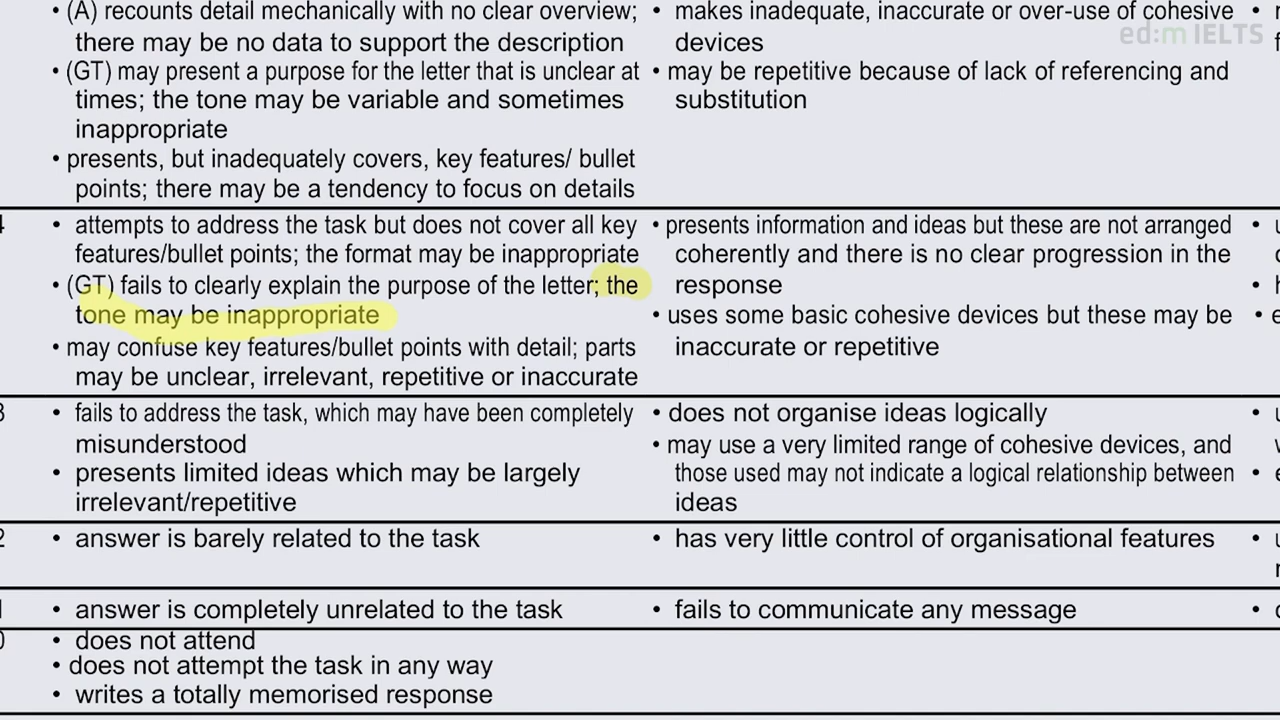 • (A) recounts detail mechanically with no clear overview;
there may be no data to support the description
• (GT) may present a purpose for the letter that is unclear at
times; the tone may be variable and sometimes
inappropriate
• presents, but inadequately covers, key features/ bullet
points; there may be a tendency to focus on details
• makes inadequate, inaccurate or over-use of cohesive
devices
• may be repetitive because of lack of referencing and
substitution
ed:m IELTS
4
• attempts to address the task but does not cover all key
features/bullet points; the format may be inappropriate
• (GT) fails to clearly explain the purpose of the letter; the
tone may be inappropriate
• may confuse key features/bullet points with detail; parts
may be unclear, irrelevant, repetitive or inaccurate
• presents information and ideas but these are not arranged
coherently and there is no clear progression in the
response
• uses some basic cohesive devices but these may be
inaccurate or repetitive
3
• fails to address the task, which may have been completely
misunderstood
• presents limited ideas which may be largely
irrelevant/repetitive
• does not organise ideas logically
• may use a very limited range of cohesive devices, and
those used may not indicate a logical relationship between
ideas
2
• answer is barely related to the task
• has very little control of organisational features
1
• answer is completely unrelated to the task
• fails to communicate any message
0
• does not attend
• does not attempt the task in any way
• writes a totally memorised response